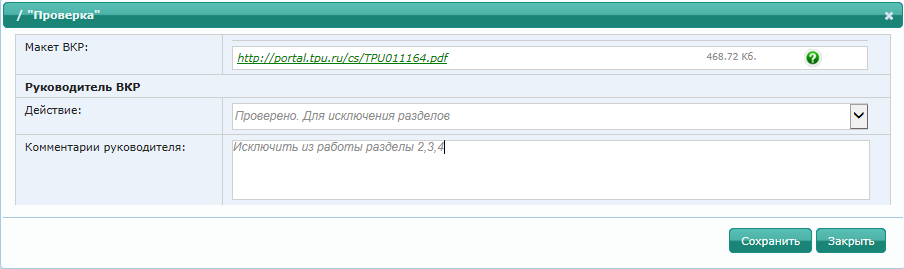 / "Проверка"
Макет ВКР:
http://portal.tpu.ru/cs/TPU011164.pdf 468.72 Кб.
Руководитель ВКР
Действие: Проверено. Для исключения разделов
Комментарии руководителя: Исключить из работы разделы 2,3,4
Сохранить Закрыть